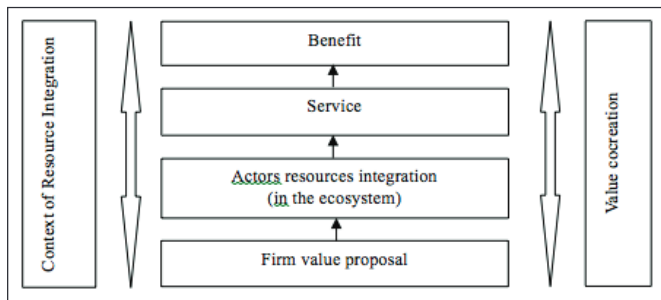 Context of Resource Integration
Benefit
Service
Actors resources integration
(in the ecosystem)
Firm value proposal
Value cocreation